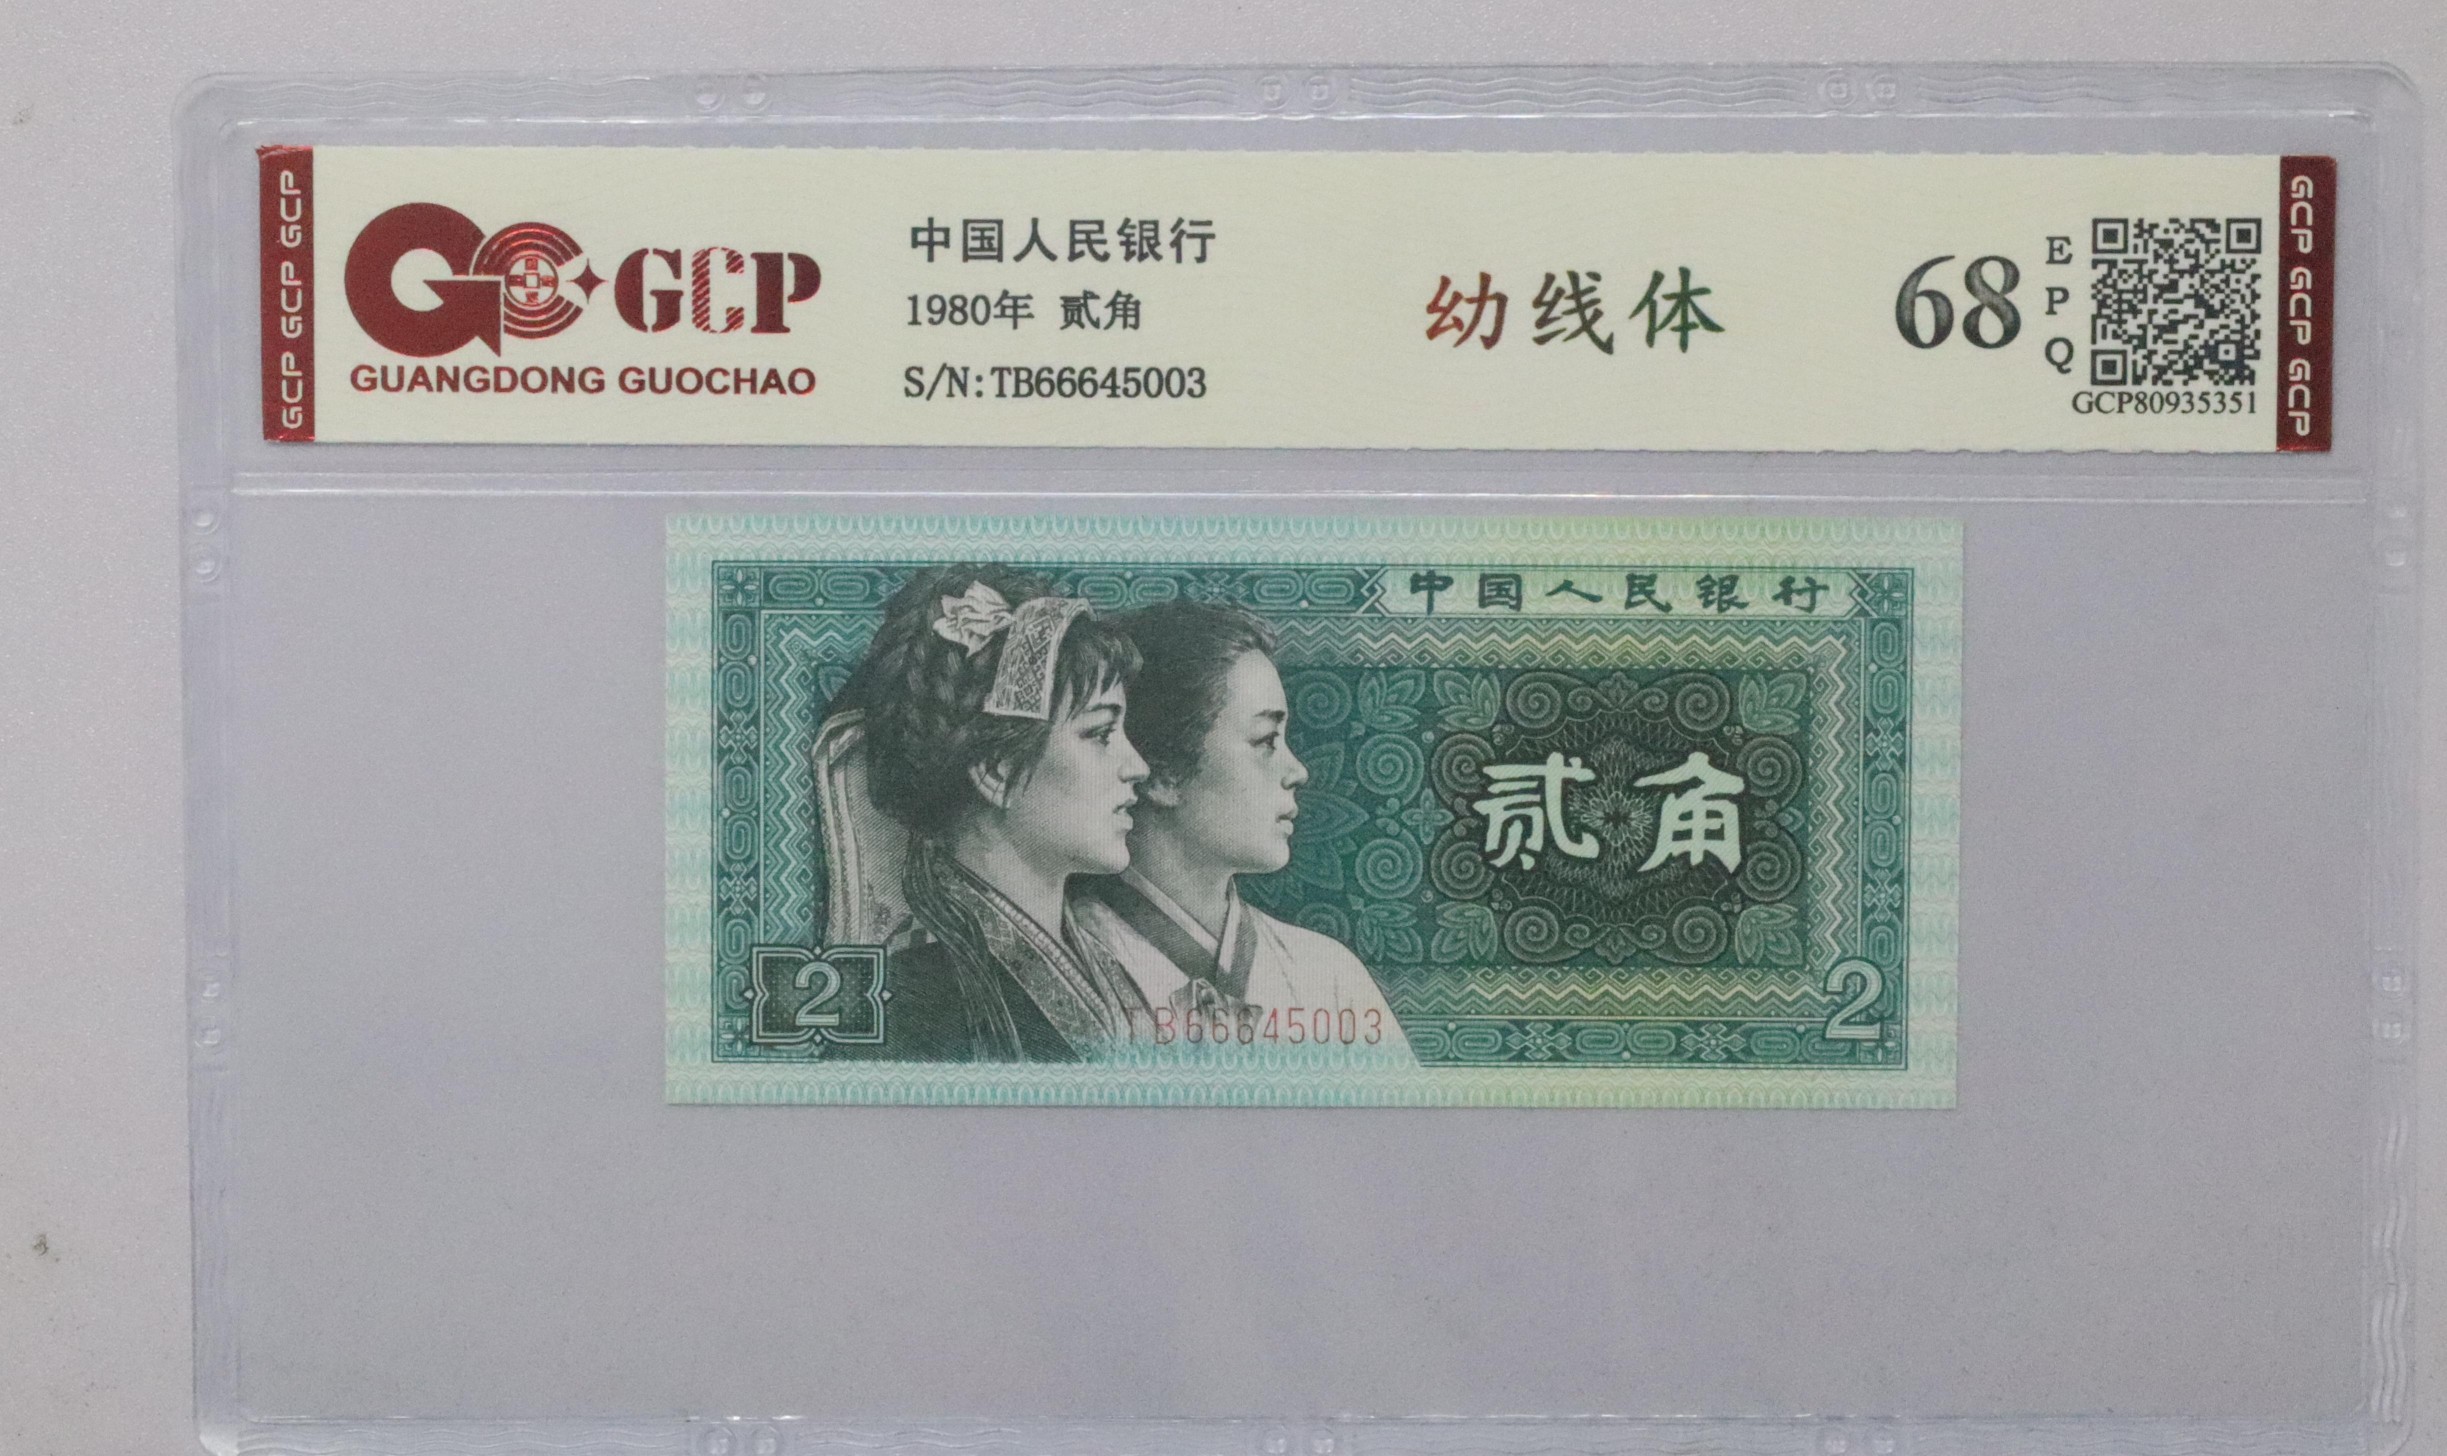 GCP GCP GCP
GCP
GUANGDONG GUOCHAO
中国人民银行
1980年 贰角
S/N:TB66645003
幼线体
68
E
P
Q
GCP80935351
GCP GCP GCP
中国人民银行
贰角
2
TB66645003
2